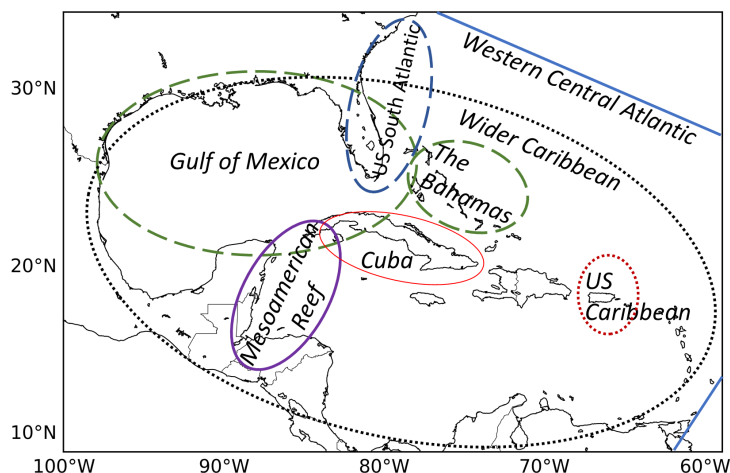 US South Atlantic
Western Central Atlantic
30°N
Wider Caribbean
Gulf of Mexico
The
Bahamas
20°N
Mesoamerican
Reef
Cuba
US
Caribbean
10°N
100°W
90°W
80°W
70°W
60°W